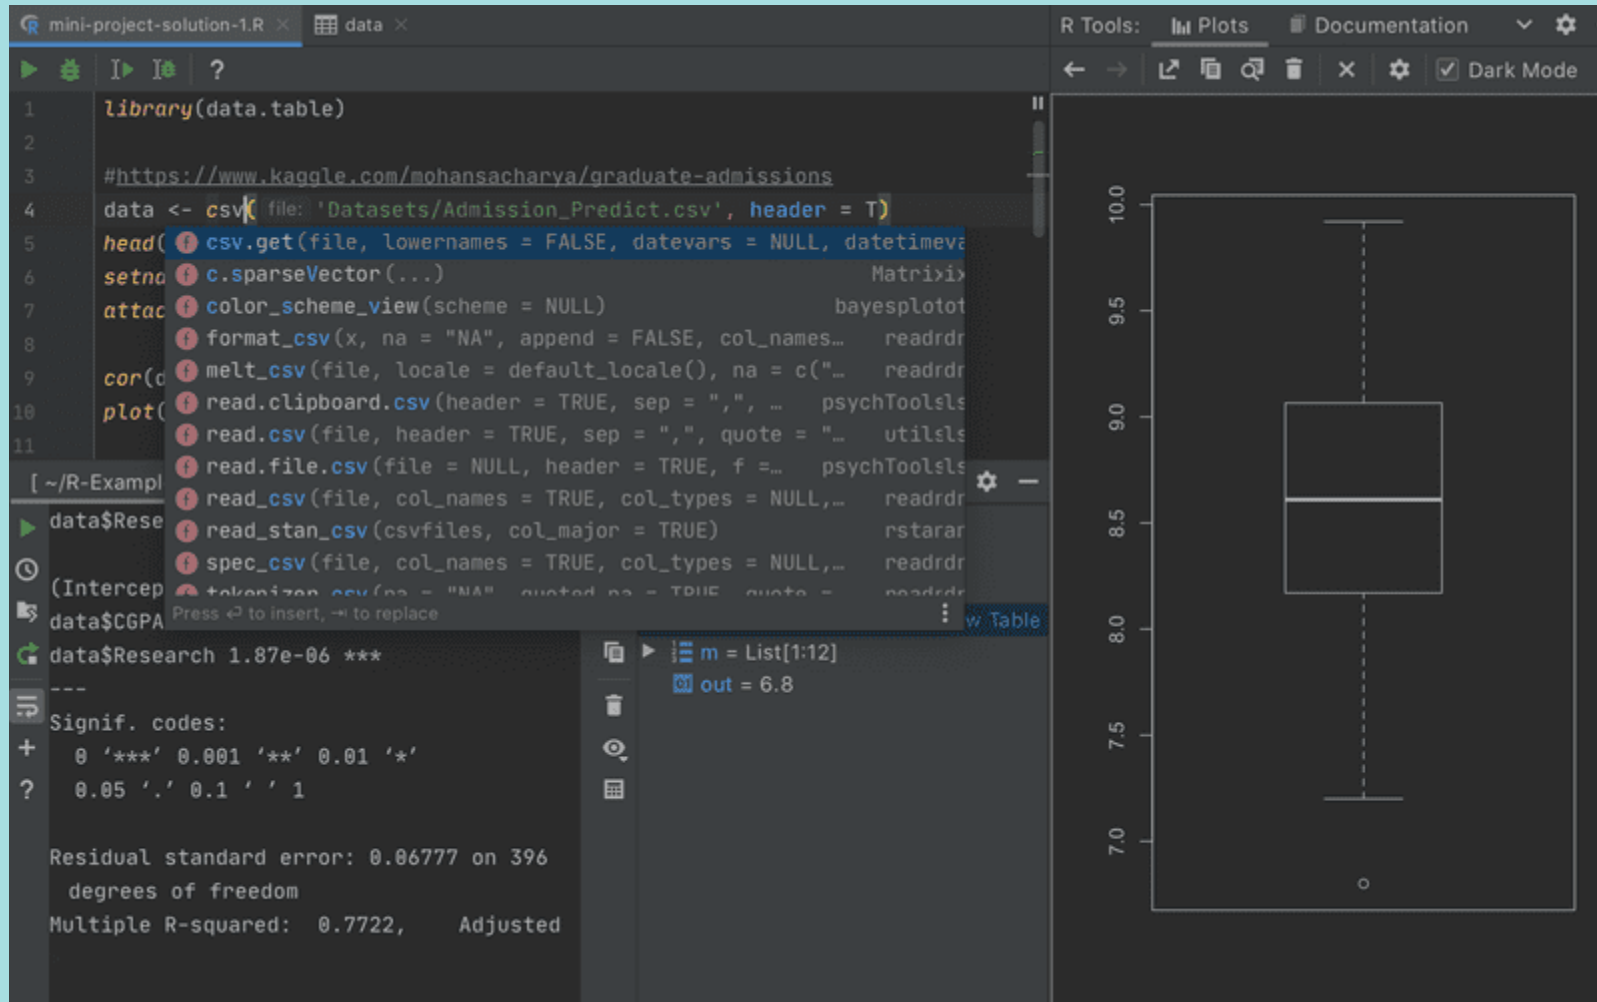 mini-project-solution-1.R
data
R Tools:
Plots
Documentation
Dark Mode
1 library(data.table)
2
3 #https://www.kaggle.com/mohansacharya/graduate-admissions
4 data <- csv( file: 'Datasets/Admission_Predict.csv', header = T)
5 head(
6 setna
7 attac
8
9 cor(d
10 plot(
11
csv.get(file, lowernames = FALSE, datevars = NULL, datetimeva
c.sparseVector(...) Matrix
color_scheme_view(scheme = NULL) bayesplot
format_csv(x, na = "NA", append = FALSE, col_names… readr
melt_csv(file, locale = default_locale(), na = c("… readr
read.clipboard.csv(header = TRUE, sep = ",", … psychTools
read.csv(file, header = TRUE, sep = ",", quote = "… utils
read.file.csv(file = NULL, header = TRUE, f =… psychTools
read_csv(file, col_names = TRUE, col_types = NULL,… readr
read_stan_csv(csvfiles, col_major = TRUE) rstan
spec_csv(file, col_names = TRUE, col_types = NULL,… readr
tokenizer_csv(na = "NA", quoted_na = TRUE, quote = readr
Press ↵ to insert, ⇥ to replace
[ ~/R-Exampl
data$Rese
(Intercep
data$CGPA
data$Research 1.87e-06 ***
---
Signif. codes:
0 ‘***’ 0.001 ‘**’ 0.01 ‘*’
0.05 ‘.’ 0.1 ‘ ’ 1
Residual standard error: 0.06777 on 396
degrees of freedom
Multiple R-squared: 0.7722, Adjusted
w Table
m = List[1:12]
out = 6.8
10.0
9.5
9.0
8.5
8.0
7.5
7.0